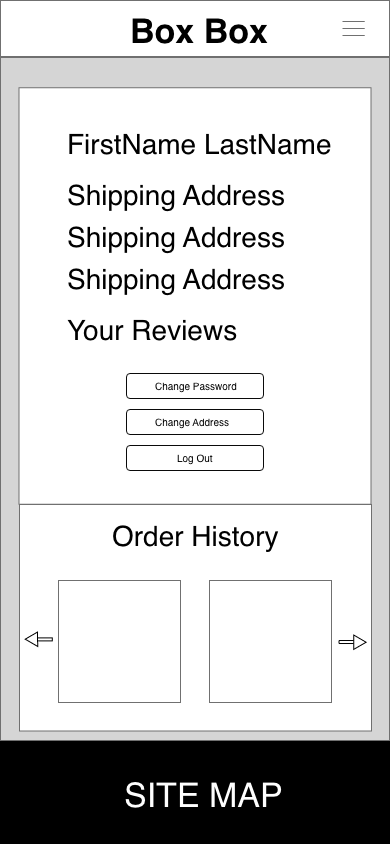 Box Box
FirstName LastName
Shipping Address
Shipping Address
Shipping Address
Your Reviews
Change Password
Change Address
Log Out
Order History
SITE MAP